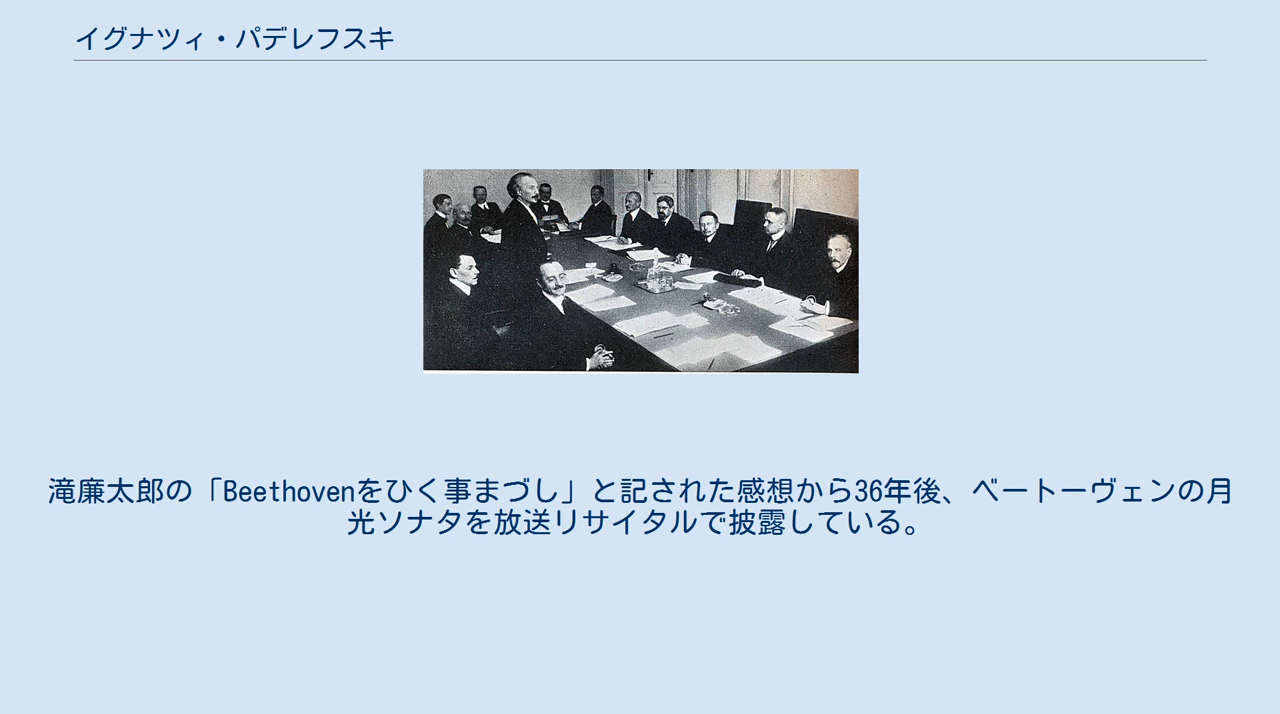 イグナツィ・パデレフスキ
滝廉太郎の「Beethovenをひく事まづし」と記された感想から36年後、ベートーヴェンの月
光ソナタを放送リサイタルで披露している。